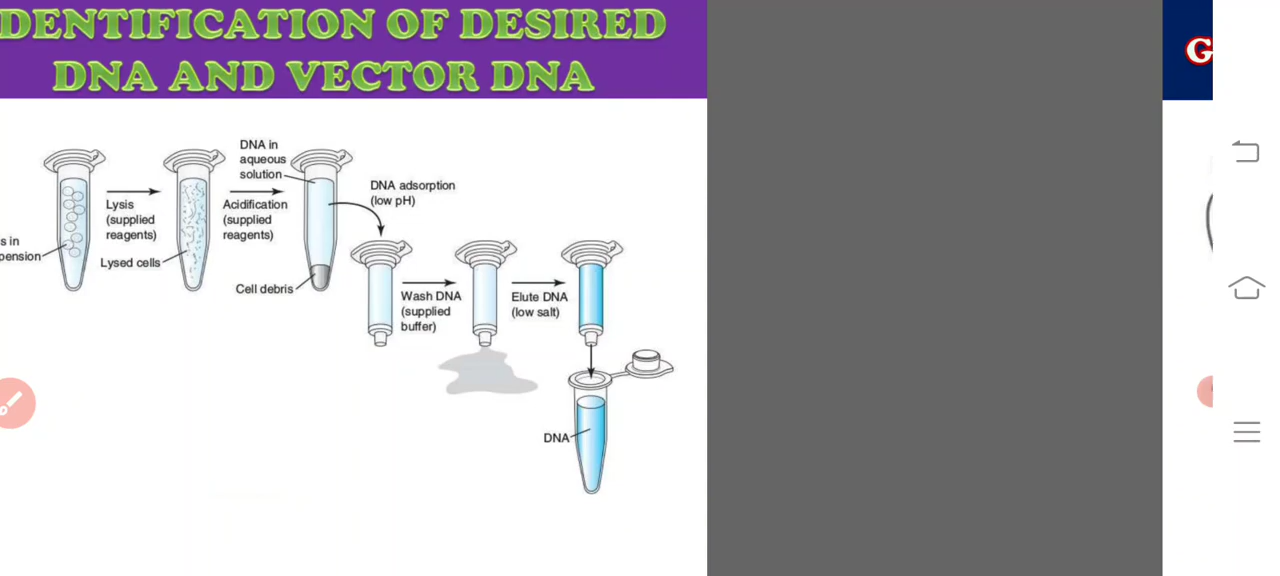 DENTIFICATION OF DESIRED
DNA AND VECTOR DNA
G
DNA in
aqueous
solution
DNA adsorption
(low pH)
Lysis
(supplied
reagents)
Acidification
(supplied
reagents)
s in
pension
Lysed cells
Cell debris
Wash DNA
(supplied
buffer)
Elute DNA
(low salt)
DNA